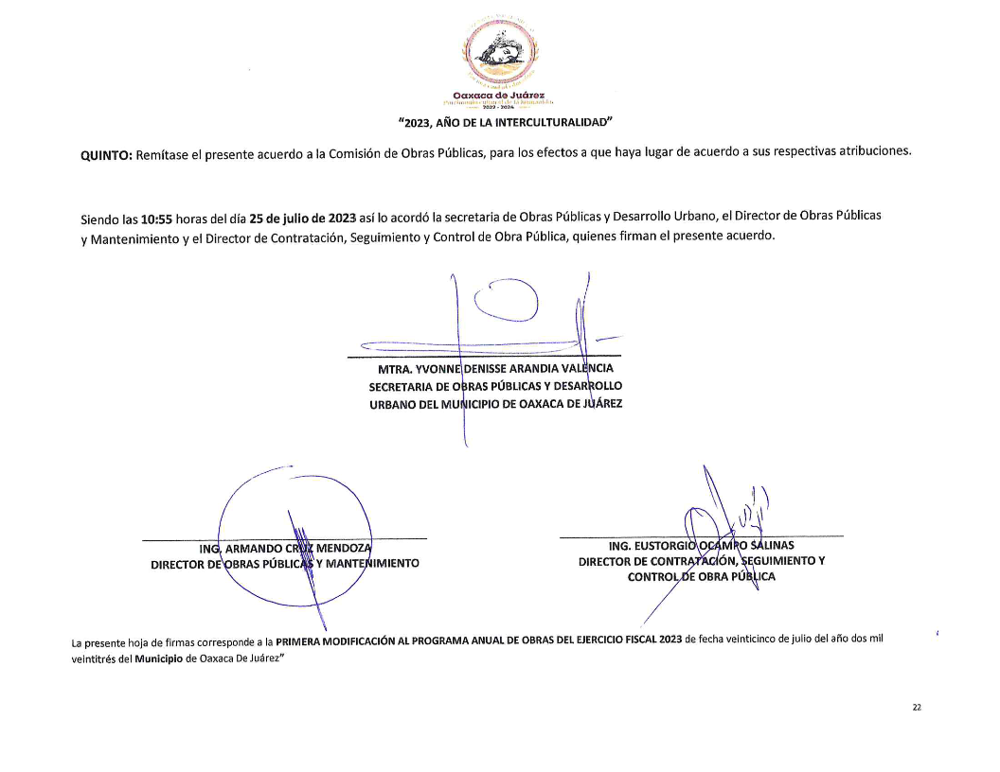 Oaxaca de Juárez
2022 - 2024
"2023, AÑO DE LA INTERCULTURALIDAD"
QUINTO: Remítase el presente acuerdo a la Comisión de Obras Públicas, para los efectos a que haya lugar de acuerdo a sus respectivas atribuciones.
Siendo las 10:55 horas del día 25 de julio de 2023 así lo acordó la secretaria de Obras Públicas y Desarrollo Urbano, el Director de Obras Públicas
y Mantenimiento y el Director de Contratación, Seguimiento y Control de Obra Pública, quienes firman el presente acuerdo.
MTRA. YVONNE DENISSE ARANDIA VALENCIA
SECRETARIA DE OBRAS PÚBLICAS Y DESARROLLO
URBANO DEL MUNICIPIO DE OAXACA DE JUÁREZ
ING. ARMANDO CRUZ MENDOZA
DIRECTOR DE OBRAS PÚBLICAS Y MANTENIMIENTO
ING. EUSTORGIO OCAMPO SALINAS
DIRECTOR DE CONTRATACIÓN, SEGUIMIENTO Y
CONTROL DE OBRA PÚBLICA
La presente hoja de firmas corresponde a la PRIMERA MODIFICACIÓN AL PROGRAMA ANUAL DE OBRAS DEL EJERCICIO FISCAL 2023 de fecha veinticinco de julio del año dos mil
veintitrés del Municipio de Oaxaca De Juárez"
22